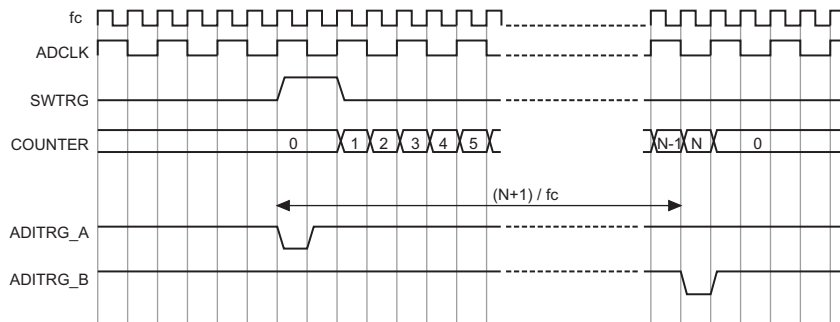 fc
ADCLK
SWTRG
COUNTER 0 1 2 3 4 5 N-1 N 0
(N+1) / fc
ADITRG_A
ADITRG_B